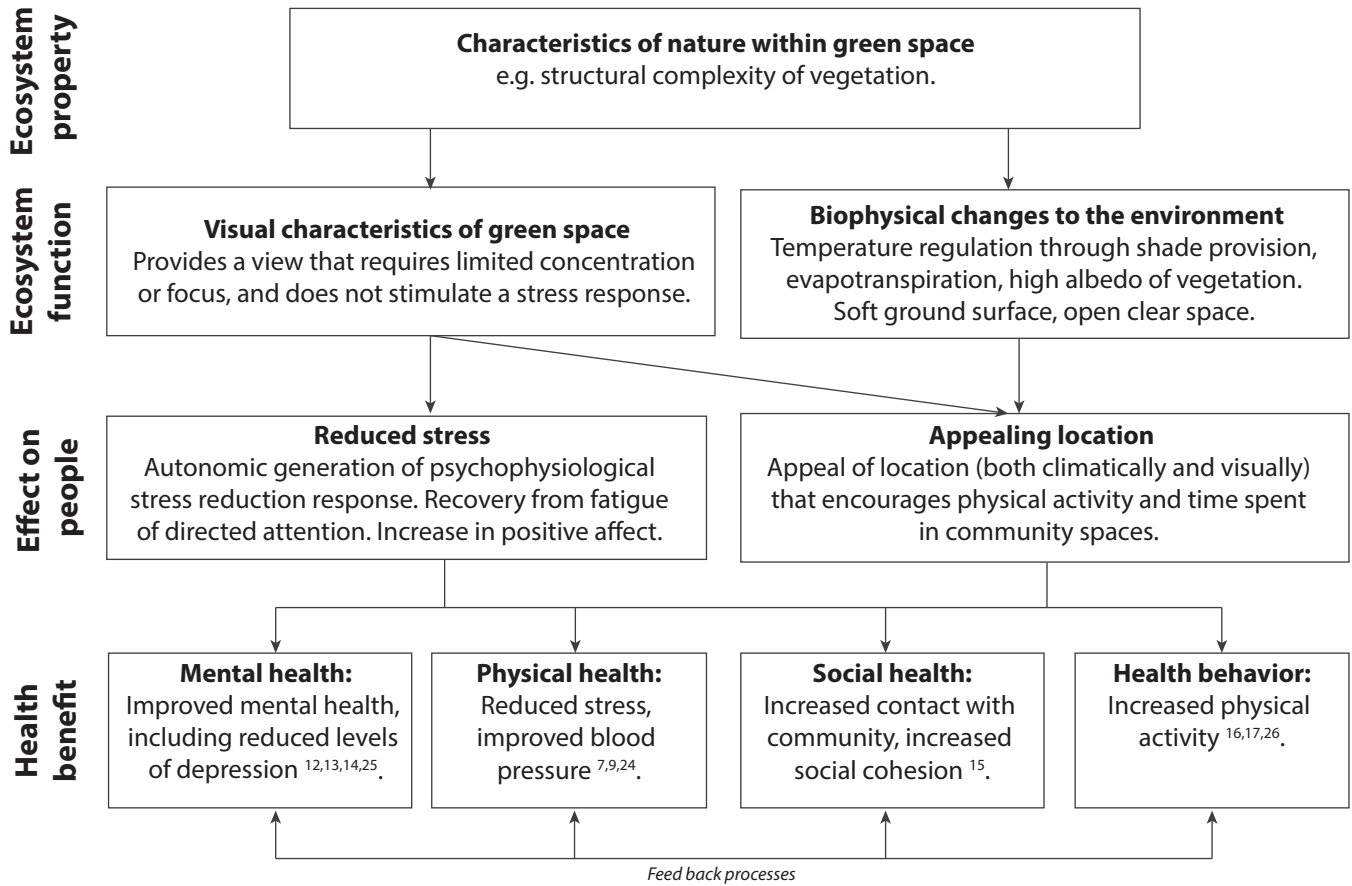 Ecosystem
property
Characteristics of nature within green space
e.g. structural complexity of vegetation.
Ecosystem
function
Visual characteristics of green space
Provides a view that requires limited concentration
or focus, and does not stimulate a stress response.
Biophysical changes to the environment
Temperature regulation through shade provision,
evapotranspiration, high albedo of vegetation.
Soft ground surface, open clear space.
Effect on
people
Reduced stress
Autonomic generation of psychophysiological
stress reduction response. Recovery from fatigue
of directed attention. Increase in positive affect.
Appealing location
Appeal of location (both climatically and visually)
that encourages physical activity and time spent
in community spaces.
Health
benefit
Mental health:
Improved mental health,
including reduced levels
of depression 12,13,14,25.
Physical health:
Reduced stress,
improved blood
pressure 7,9,24.
Social health:
Increased contact with
community, increased
social cohesion 15.
Health behavior:
Increased physical
activity 16,17,26.
Feed back processes